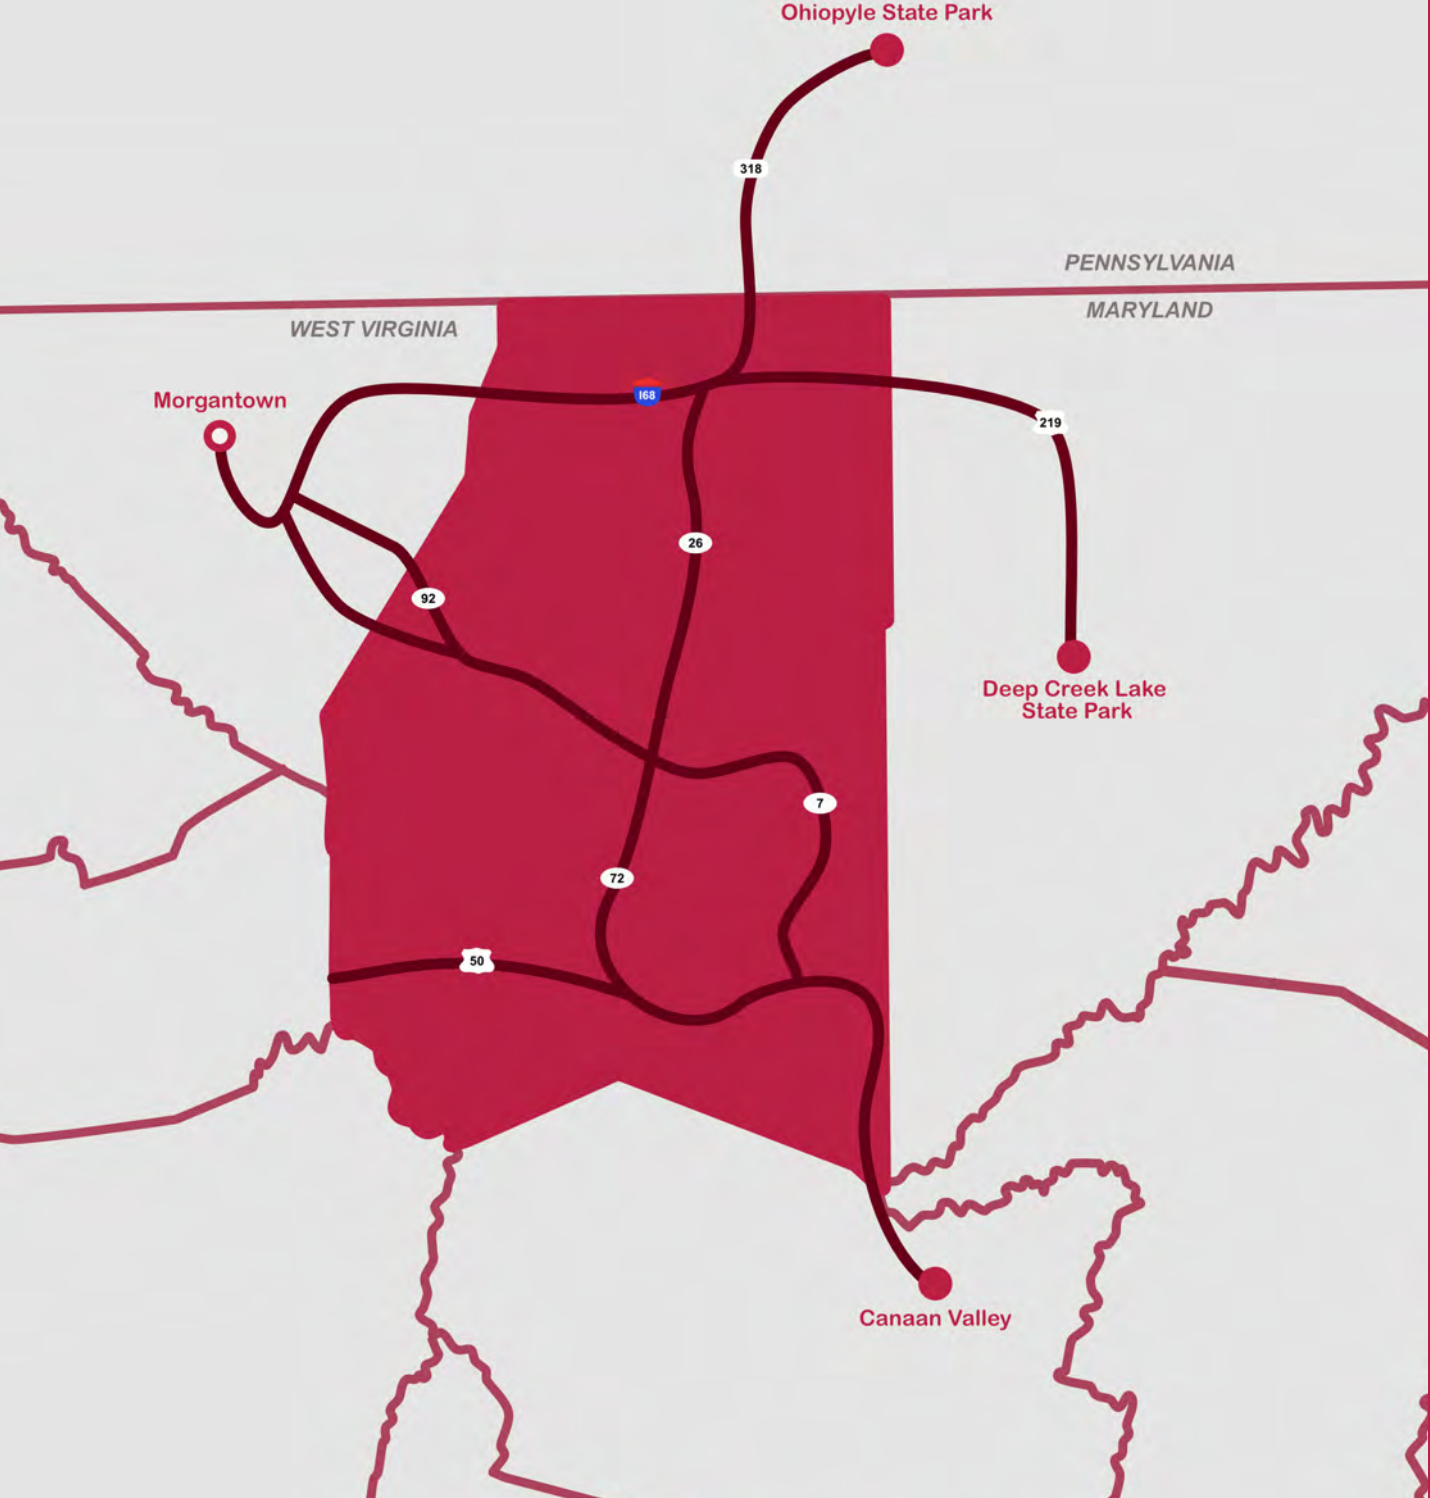 Ohiopyle State Park
318
PENNSYLVANIA
MARYLAND
WEST VIRGINIA
Morgantown
I68
219
26
92
Deep Creek Lake
State Park
7
72
50
Canaan Valley